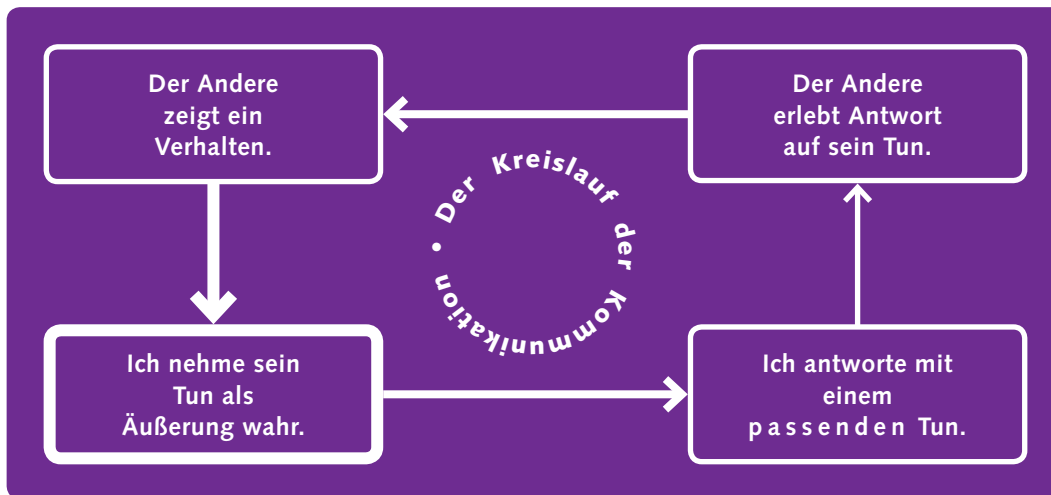 Der Andere
zeigt ein
Verhalten.
Der Andere
erlebt Antwort
auf sein Tun.
• Der Kreislauf der Kommunikation
Ich nehme sein
Tun als
Äußerung wahr.
Ich antworte mit
einem
passenden Tun.